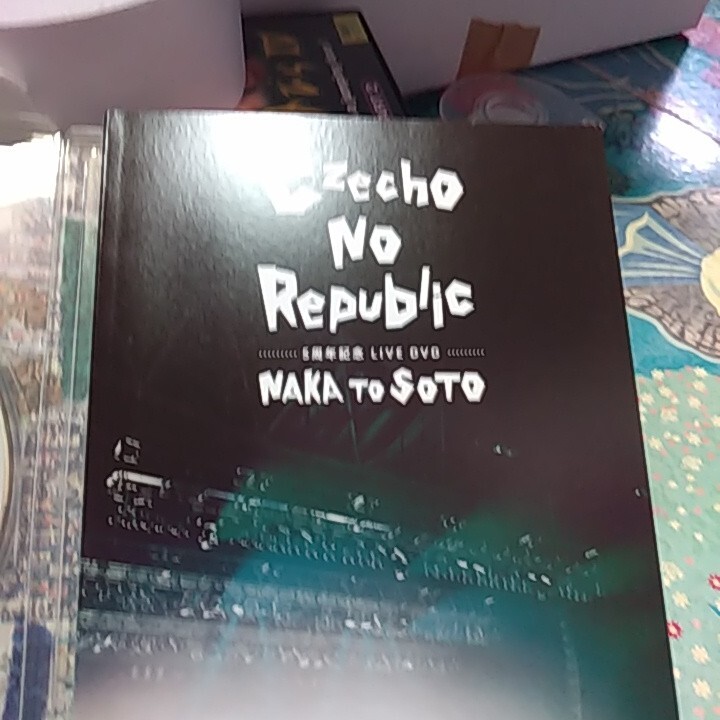 Czecho
No
Republic
5周年記念 LIVE DVD
NAKA TO SOTO